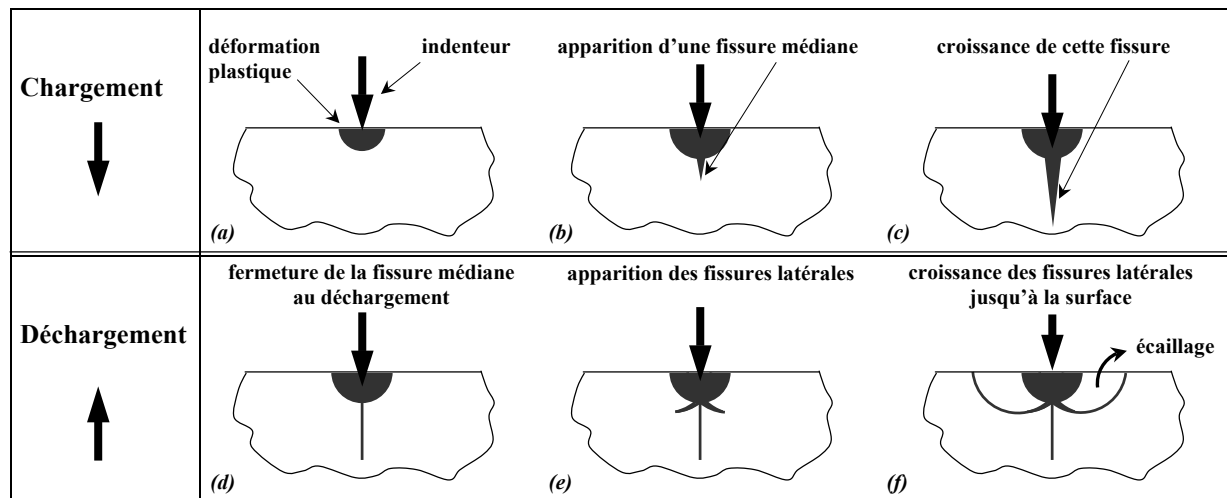 Chargement
déformation
plastique
indenteur
(a)
apparition d'une fissure médiane
(b)
croissance de cette fissure
(c)
Déchargement
fermeture de la fissure médiane
au déchargement
(d)
apparition des fissures latérales
(e)
croissance des fissures latérales
jusqu'à la surface
écaillage
(f)